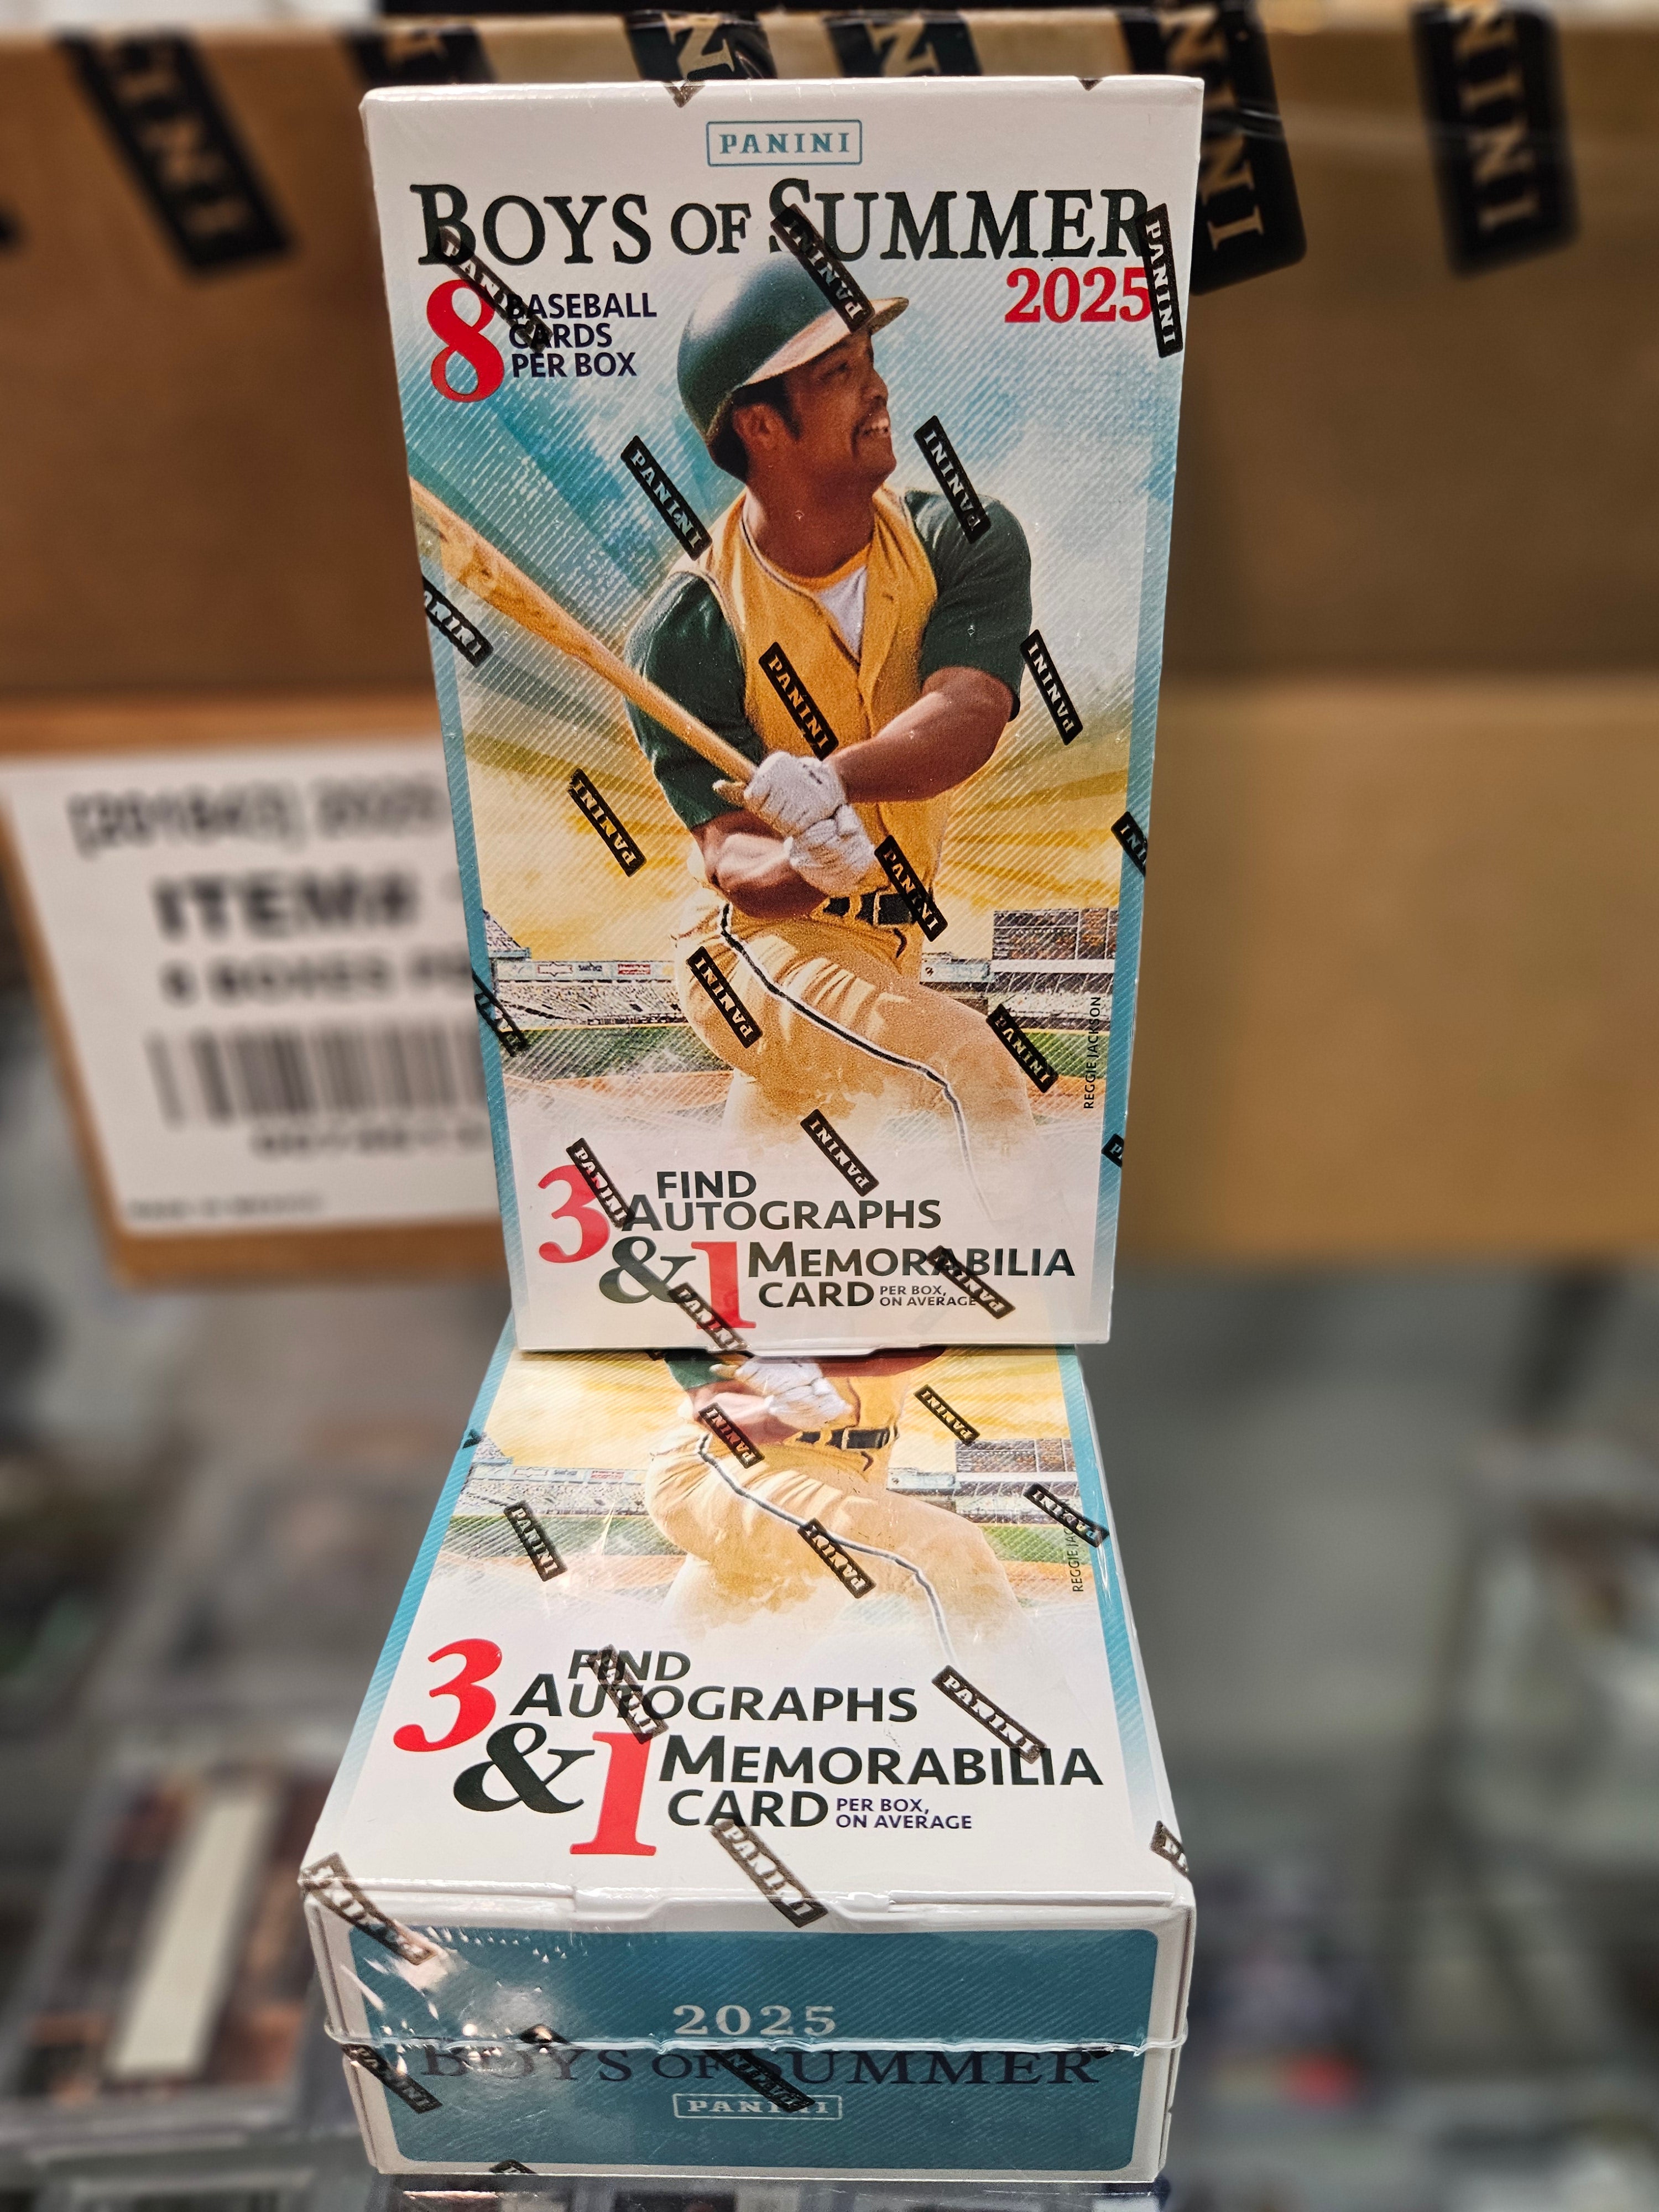 PANINI
BOYS OF SUMMER
2025
8 BASEBALL
CARDS
PER BOX
REGGIE JACKSON
3 FIND
AUTOGRAPHS
& 1 MEMORABILIA
CARD PER BOX,
ON AVERAGE
ITEM#
REGGIE
3 FIND
AUTOGRAPHS
& 1 MEMORABILIA
CARD PER BOX,
ON AVERAGE
2025
BOYS OF SUMMER
PANINI